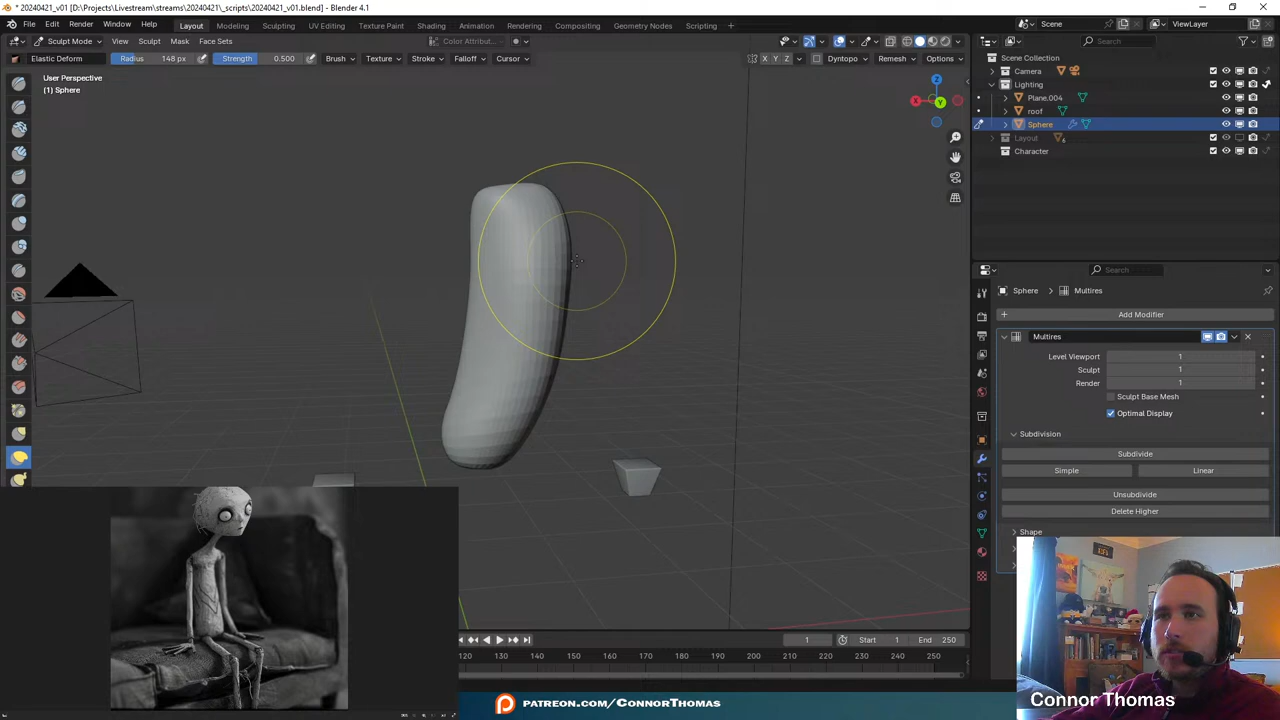 * 20240421_v01 [D:\Projects\Livestream\streams\20240421\_scripts\20240421_v01.blend] - Blender 4.1
File Edit Render Window Help Layout Modeling Sculpting UV Editing Texture Paint Shading Animation Rendering Compositing Geometry Nodes Scripting + Scene ViewLayer
Sculpt Mode View Sculpt Mask Face Sets Color Attribut... Search
Elastic Deform Radius 148 px Strength 0.500 Brush Texture Stroke Falloff Cursor X Y Z Dyntopo Remesh Options
User Perspective
(1) Sphere
Z
X
Y
Scene Collection
Camera
Lighting
Plane.004
roof
Sphere
Layout
Character
Search
Sphere > Multires
Add Modifier
Multires
Level Viewport 1
Sculpt 1
Render 1
Sculpt Base Mesh
Optimal Display
Subdivision
Subdivide
Simple Linear
Unsubdivide
Delete Higher
Shape
1 Start 1 End 250
120 130 140 150 160 170 180 190 200 210 220 230 240 250
PATREON.COM/CONNORTHOMAS
Connor Thomas